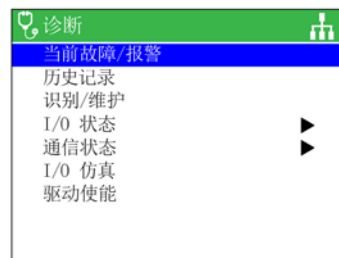 诊断
当前故障/报警
历史记录
识别/维护
I/O 状态
通信状态
I/O 仿真
驱动使能